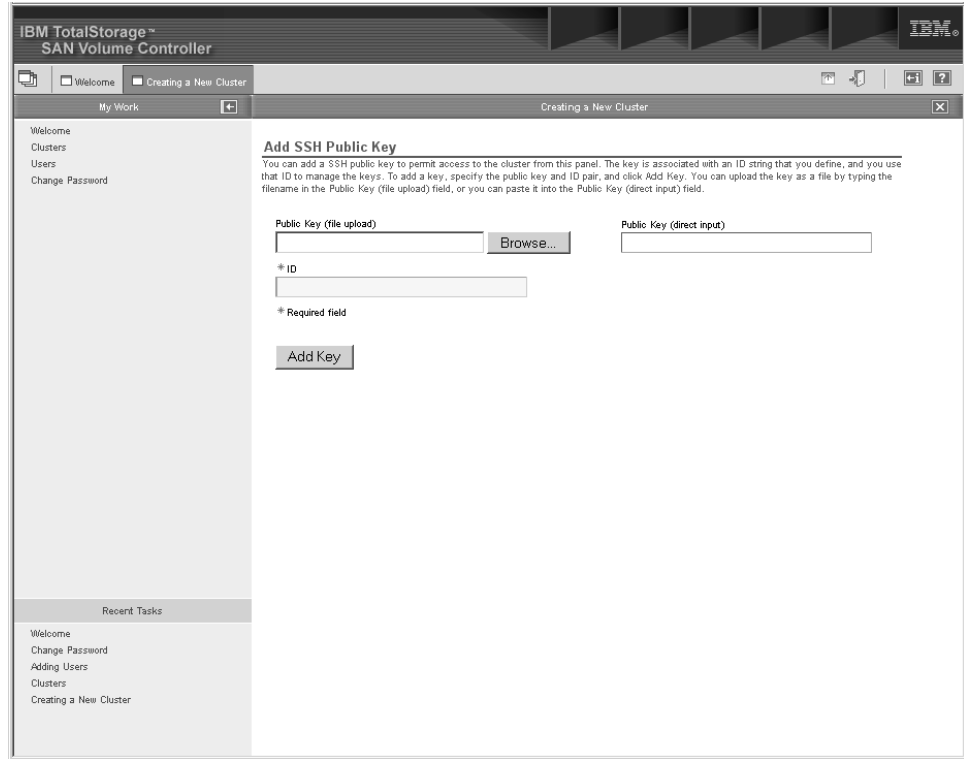 IBM TotalStorage™
SAN Volume Controller
IBM®
Welcome
Creating a New Cluster
?
My Work
Creating a New Cluster
Welcome
Clusters
Users
Change Password
Add SSH Public Key
You can add a SSH public key to permit access to the cluster from this panel. The key is associated with an ID string that you define, and you use
that ID to manage the keys. To add a key, specify the public key and ID pair, and click Add Key. You can upload the key as a file by typing the
filename in the Public Key (file upload) field, or you can paste it into the Public Key (direct input) field.
Public Key (file upload)
Browse...
Public Key (direct input)
* ID
* Required field
Add Key
Recent Tasks
Welcome
Change Password
Adding Users
Clusters
Creating a New Cluster